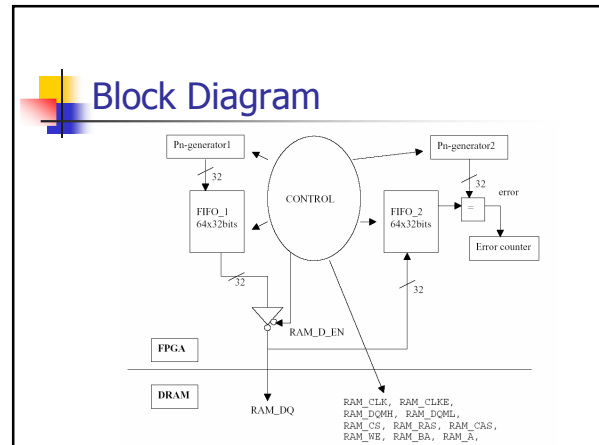 Block Diagram
Pn-generator1
Pn-generator2
32
32
error
CONTROL
FIFO_1
64x32bits
FIFO_2
64x32bits
=
Error counter
32
32
RAM_D_EN
FPGA
DRAM
RAM_DQ
RAM_CLK, RAM_CLKE,
RAM_DQMH, RAM_DQML,
RAM_CS, RAM_RAS, RAM_CAS,
RAM_WE, RAM_BA, RAM_A,